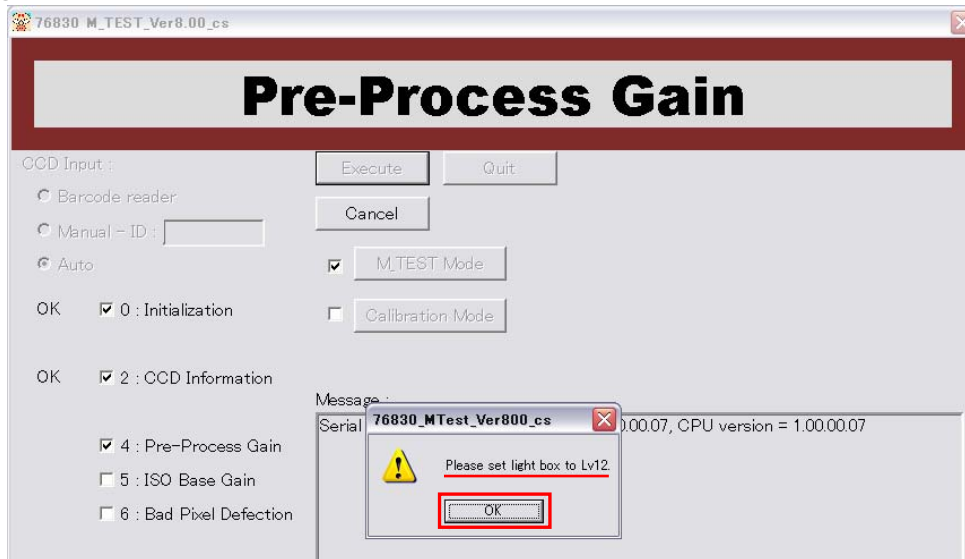 76830 M_TEST_Ver8.00_cs
Pre-Process Gain
CCD Input :
Barcode reader
Manual - ID :
Auto
Execute
Quit
Cancel
M_TEST Mode
Calibration Mode
OK 0 : Initialization
OK 2 : CCD Information
4 : Pre-Process Gain
5 : ISO Base Gain
6 : Bad Pixel Defection
Message :
Serial
.00.07, CPU version = 1.00.00.07
76830_MTest_Ver800_cs
Please set light box to Lv12.
OK